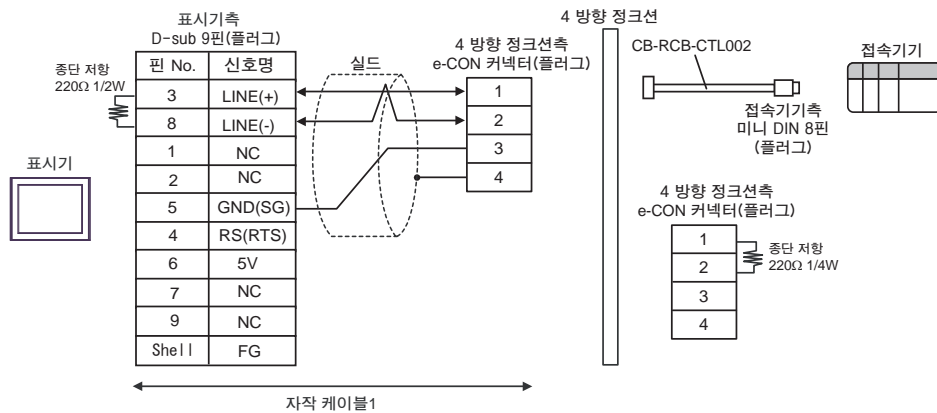 4 방향 정크션
표시기측
D-sub 9핀(플러그)
4 방향 정크션측
e-CON 커넥터(플러그)
CB-RCB-CTL002
접속기기
종단 저항
220Ω 1/2W
핀 No. 신호명
실드
3 LINE(+)
8 LINE(-)
1 NC
2 NC
5 GND(SG)
4 RS(RTS)
6 5V
7 NC
9 NC
Shell FG
1
2
3
4
접속기기측
미니 DIN 8핀
(플러그)
표시기
4 방향 정크션측
e-CON 커넥터(플러그)
1
2
3
4
종단 저항
220Ω 1/4W
자작 케이블1